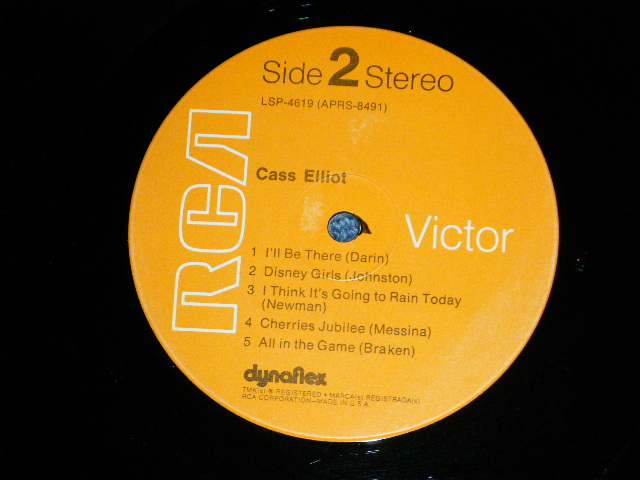 Side 2 Stereo
LSP-4619 (APRS-8491)
RCA
Cass Elliot
Victor
1 I'll Be There (Darin)
2 Disney Girls (Johnston)
3 I Think It's Going to Rain Today
(Newman)
4 Cherries Jubilee (Messina)
5 All in the Game (Braken)
dynaflex
TMK(s) ® REGISTERED • MARCA(s) REGISTRADA(s)
RCA CORPORATION—MADE IN U.S.A.